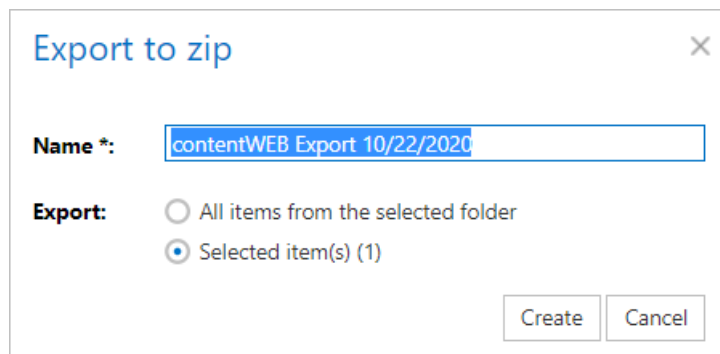 Export to zip
Name *: contentWEB Export 10/22/2020
Export: All items from the selected folder
Selected item(s) (1)
Create Cancel